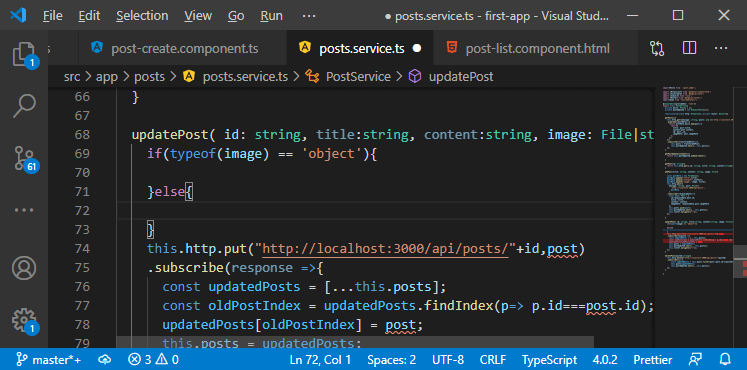 File Edit Selection View Go Run ··· posts.service.ts - first-app - Visual Stud...
s post-create.component.ts posts.service.ts ● post-list.component.html ···
src > app > posts > posts.service.ts > PostService > updatePost
1
61
1
66 }
67
68 updatePost( id: string, title:string, content:string, image: File|st
69 if(typeof(image) == 'object'){
70
71 }else{
72
73 }
74 this.http.put("http://localhost:3000/api/posts/"+id,post)
75 .subscribe(response =>{
76 const updatedPosts = [...this.posts];
77 const oldPostIndex = updatedPosts.findIndex(p=> p.id===post.id);
78 updatedPosts[oldPostIndex] = post;
79 this.posts = updatedPosts;
master*+ 3 0 Ln 72, Col 1 Spaces: 2 UTF-8 CRLF TypeScript 4.0.2 Prettier